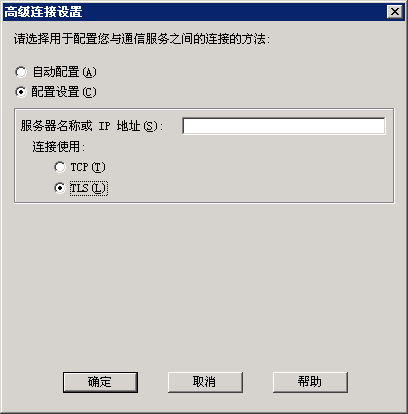 高级连接设置
请选择用于配置您与通信服务之间的连接的方法:
自动配置(A)
配置设置(C)
服务器名称或 IP 地址(S):
连接使用:
TCP(T)
TLS(L)
确定 取消 帮助